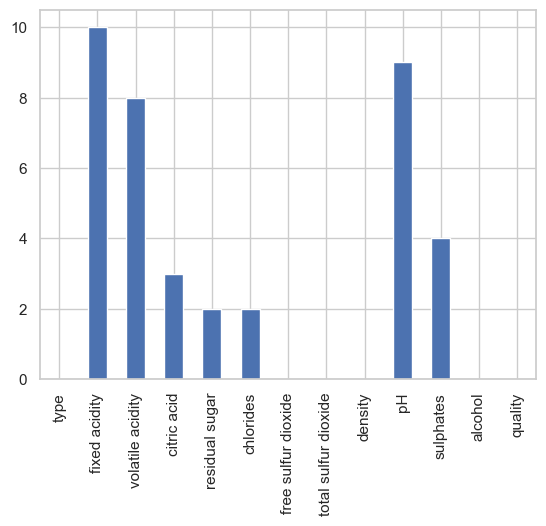 10
8
6
4
2
0
type
fixed acidity
volatile acidity
citric acid
residual sugar
chlorides
free sulfur dioxide
total sulfur dioxide
density
pH
sulphates
alcohol
quality